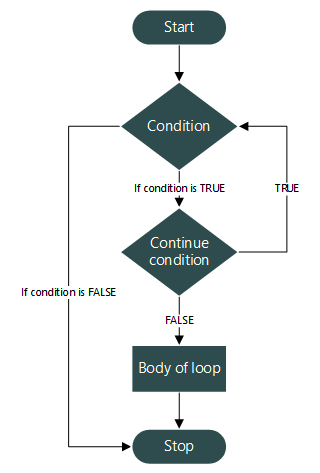 Start
Condition
If condition is TRUE
TRUE
Continue
condition
If condition is FALSE
FALSE
Body of loop
Stop